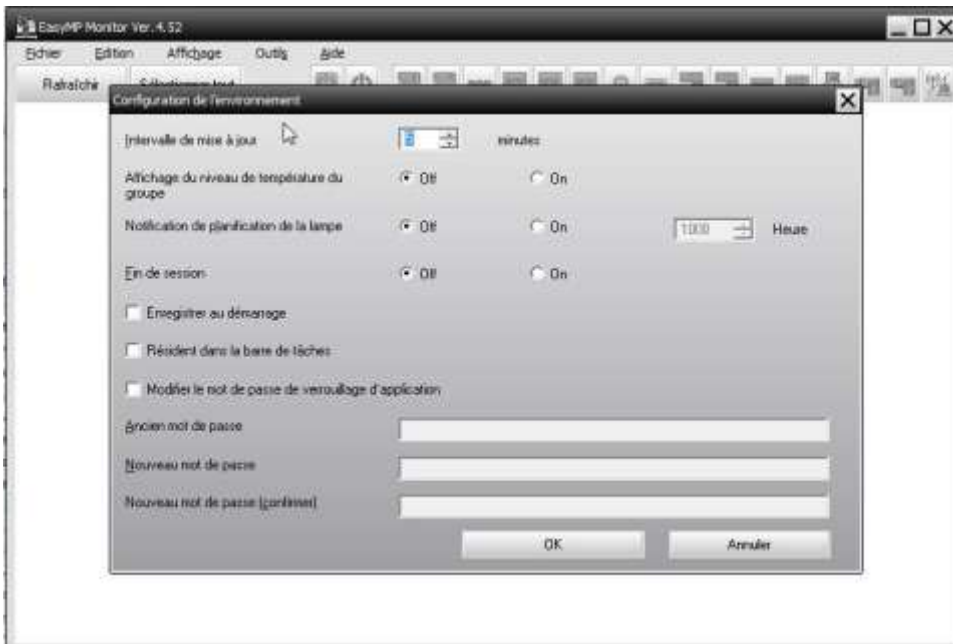 EasyMP Monitor Ver. 4.52
Fichier Edition Affichage Outils Aide
Rafraîchir Sélectionner tout
Configuration de l'environnement
Intervalle de mise à jour minutes
Affichage du niveau de température du
groupe
Off On
Notification de planification de la lampe Off On 1000 Heure
Fin de session Off On
Enregistrer au démarrage
Résident dans la barre de tâches
Modifier le mot de passe de verrouillage d'application
Ancien mot de passe
Nouveau mot de passe
Nouveau mot de passe (confirmer)
OK Annuler